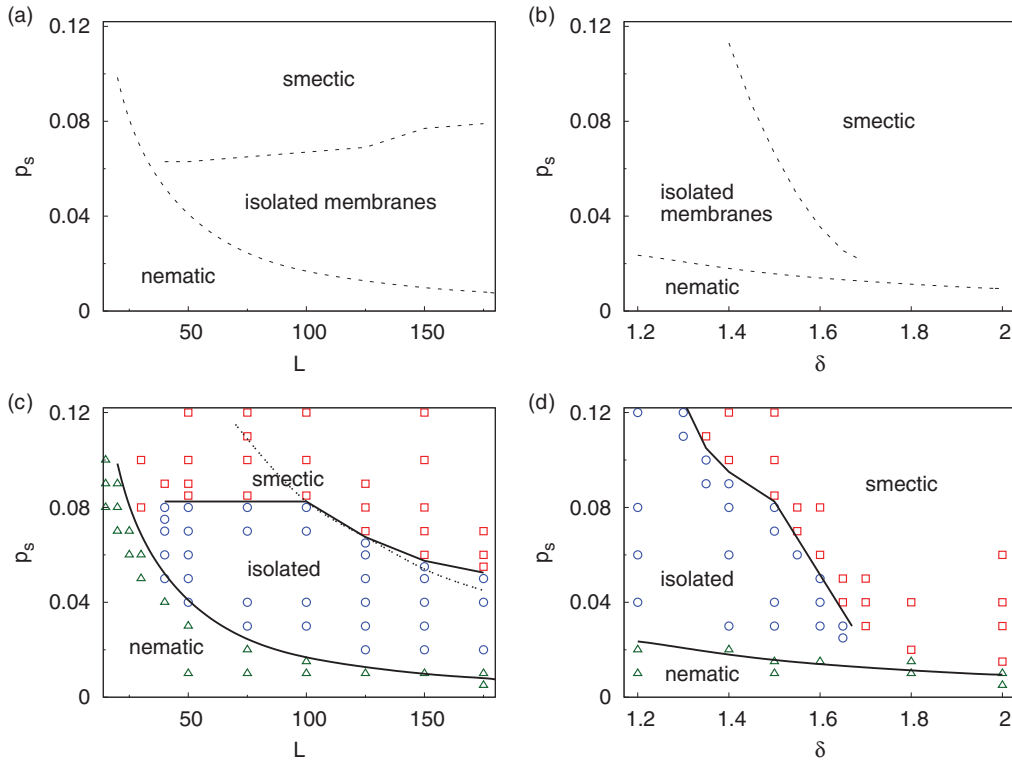 (a)
0.12
0.08
0.04
0
p_s
smectic
isolated membranes
nematic
50
100
150
L
(b)
0.12
0.08
0.04
0
p_s
smectic
isolated
membranes
nematic
1.2
1.4
1.6
1.8
2
δ
(c)
0.12
0.08
0.04
0
p_s
smectic
isolated
nematic
50
100
150
L
(d)
0.12
0.08
0.04
0
p_s
smectic
isolated
nematic
1.2
1.4
1.6
1.8
2
δ